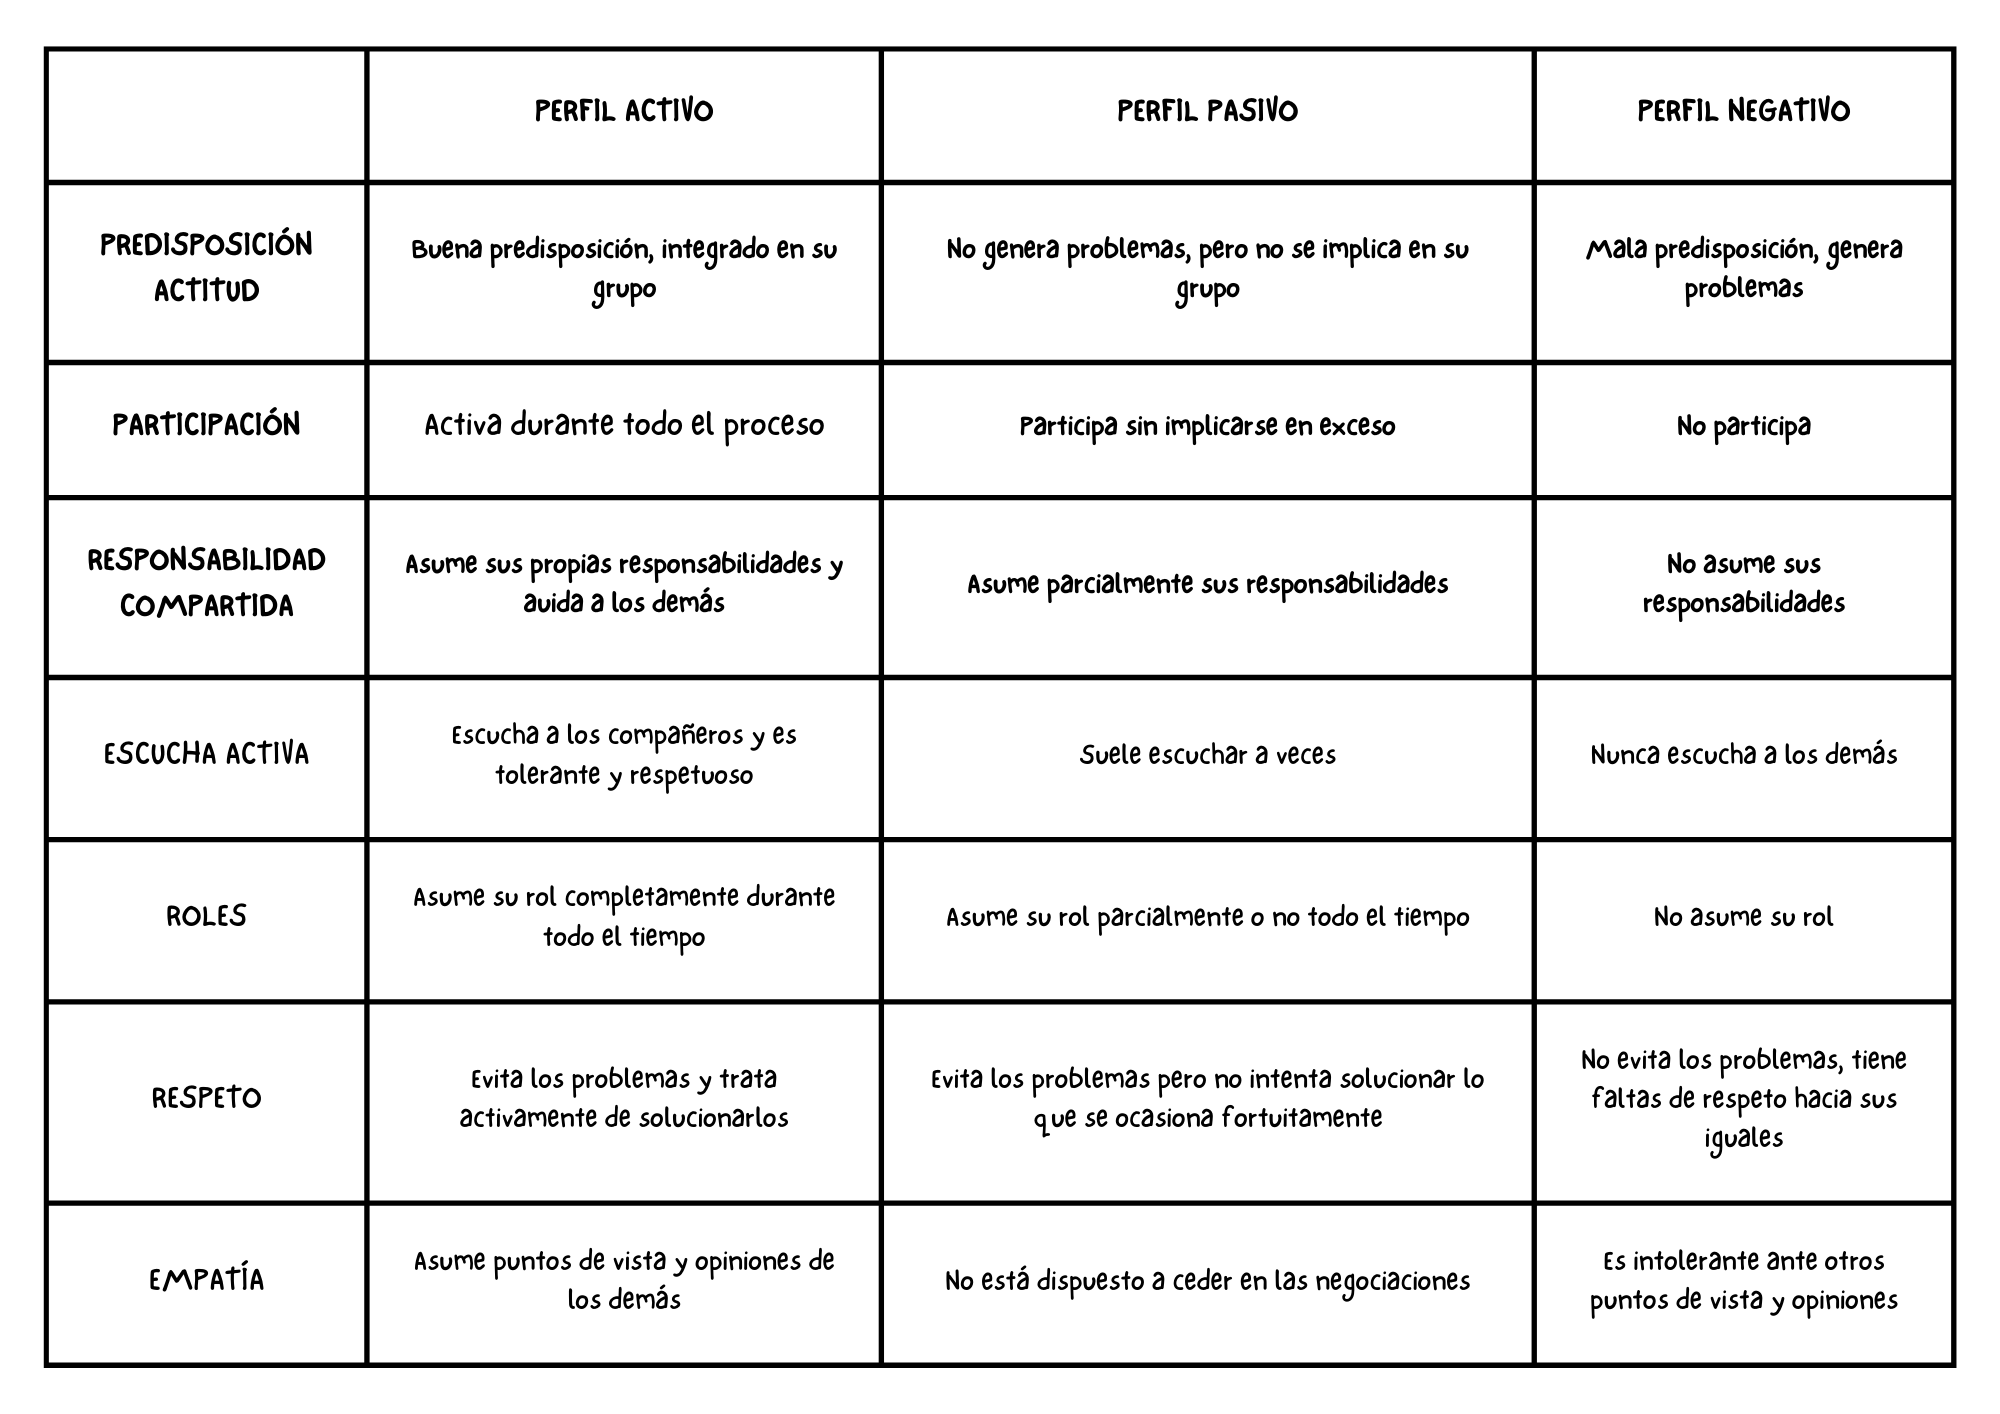 PERFIL ACTIVO
PERFIL PASIVO
PERFIL NEGATIVO
PREDISPOSICIÓN
ACTITUD
Buena predisposición, integrado en su
grupo
No genera problemas, pero no se implica en su
grupo
Mala predisposición, genera
problemas
PARTICIPACIÓN
Activa durante todo el proceso
Participa sin implicarse en exceso
No participa
RESPONSABILIDAD
COMPARTIDA
Asume sus propias responsabilidades y
auida a los demás
Asume parcialmente sus responsabilidades
No asume sus
responsabilidades
ESCUCHA ACTIVA
Escucha a los compañeros y es
tolerante y respetuoso
Suele escuchar a veces
Nunca escucha a los demás
ROLES
Asume su rol completamente durante
todo el tiempo
Asume su rol parcialmente o no todo el tiempo
No asume su rol
RESPETO
Evita los problemas y trata
activamente de solucionarlos
Evita los problemas pero no intenta solucionar lo
que se ocasiona fortuitamente
No evita los problemas, tiene
faltas de respeto hacia sus
iguales
EMPATÍA
Asume puntos de vista y opiniones de
los demás
No está dispuesto a ceder en las negociaciones
Es intolerante ante otros
puntos de vista y opiniones